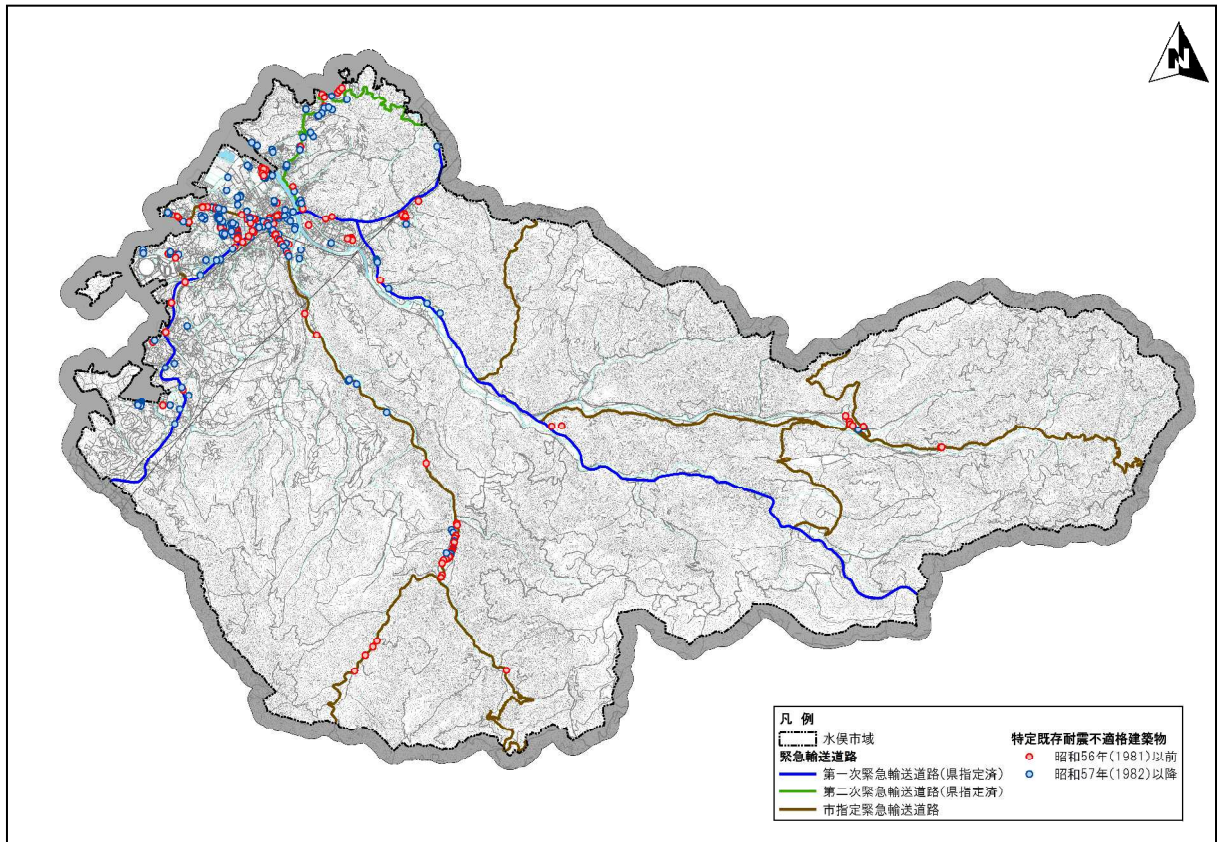 N
凡 例
水俣市域
緊急輸送道路
第一次緊急輸送道路(県指定済)
第二次緊急輸送道路(県指定済)
市指定緊急輸送道路
特定既存耐震不適格建築物
昭和56年(1981)以前
昭和57年(1982)以降